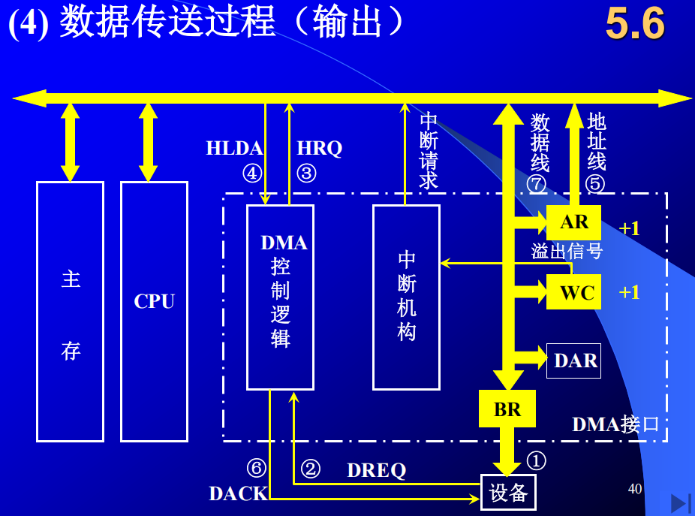 (4) 数据传送过程（输出）
5.6
HLDA
④
HRQ
③
中断请求
数据线
⑦
地址线
⑤
主存
CPU
DMA
控制逻辑
中断机构
AR
+1
溢出信号
WC
+1
DAR
BR
DMA接口
⑥
②
DREQ
DACK
①
设备
40